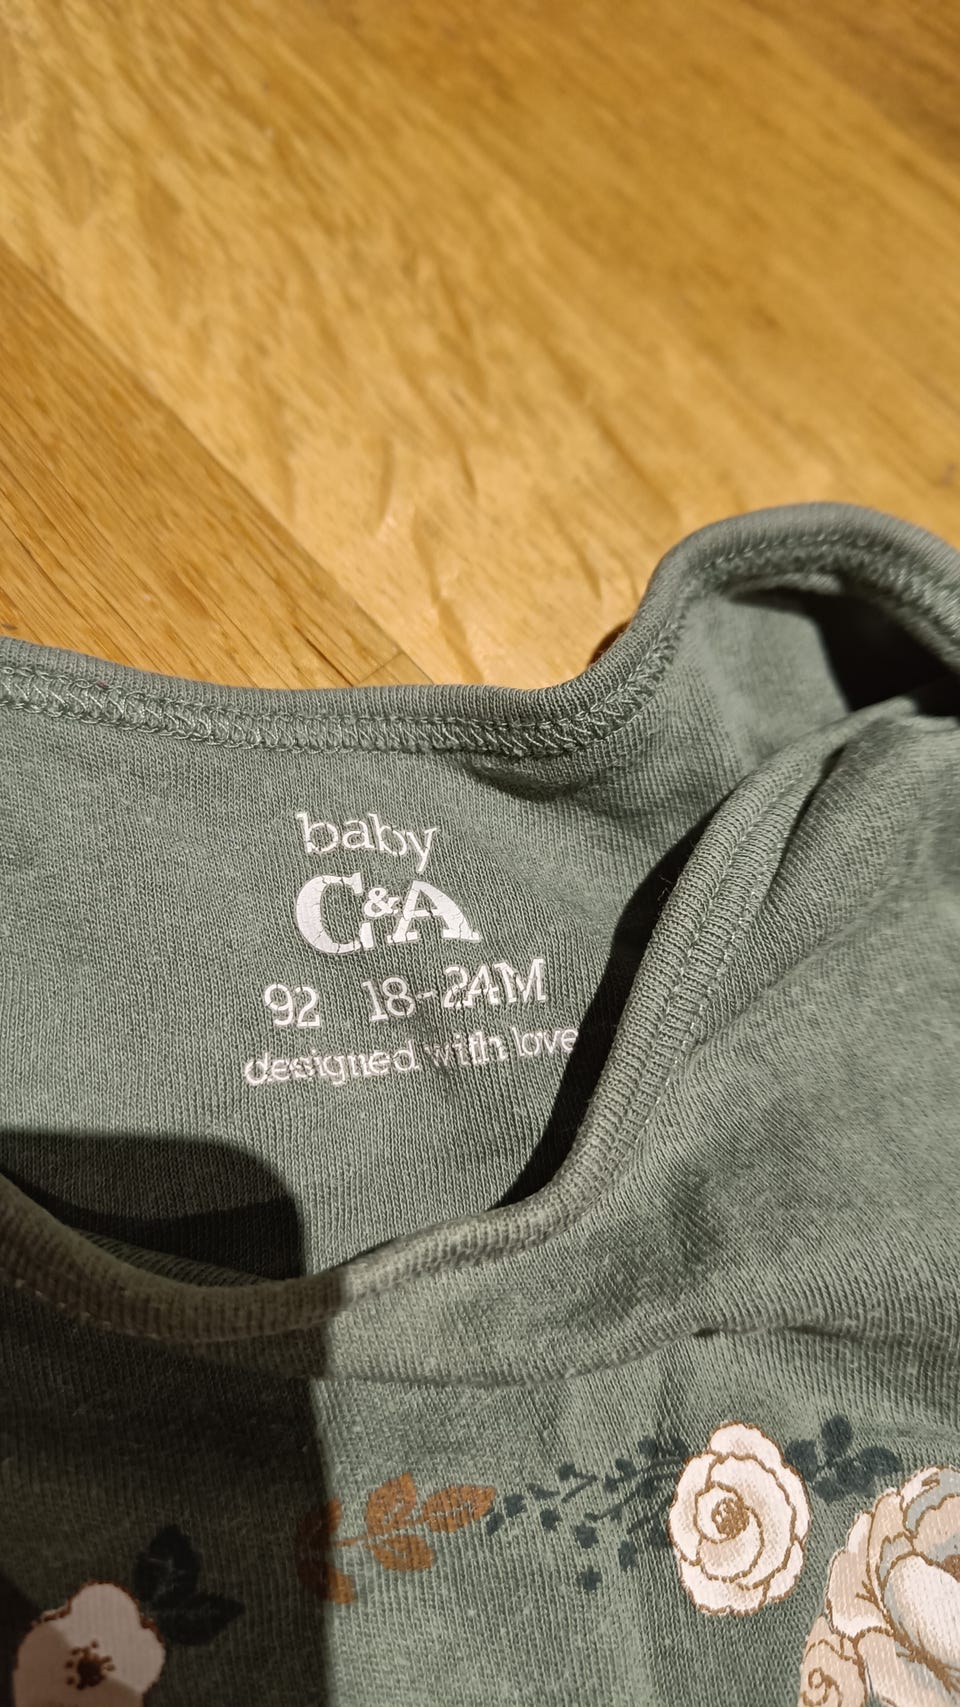 baby
C&A
92 18-24M
designed with love